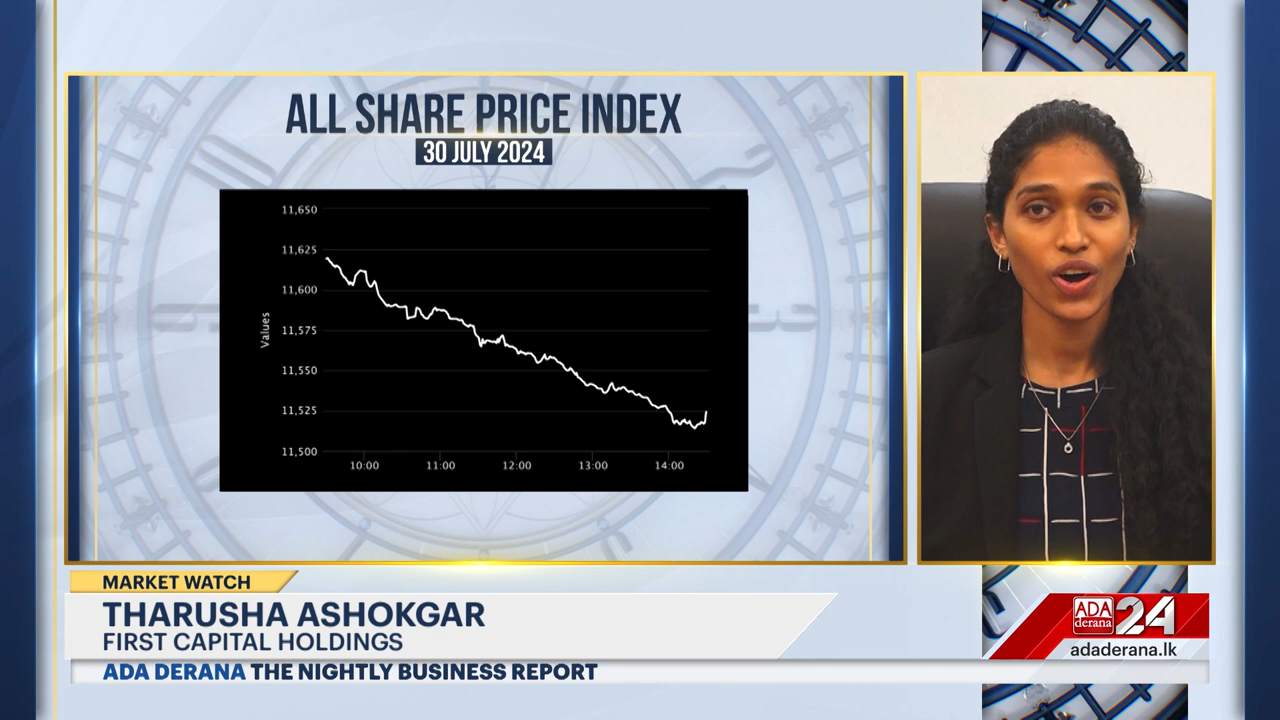 ALL SHARE PRICE INDEX
30 JULY 2024
11,650
11,625
11,600
11,575
11,550
11,525
11,500
Values
10:00 11:00 12:00 13:00 14:00
MARKET WATCH
THARUSHA ASHOKGAR
FIRST CAPITAL HOLDINGS
ADA DERANA THE NIGHTLY BUSINESS REPORT
ADA
derana 24
adaderana.lk